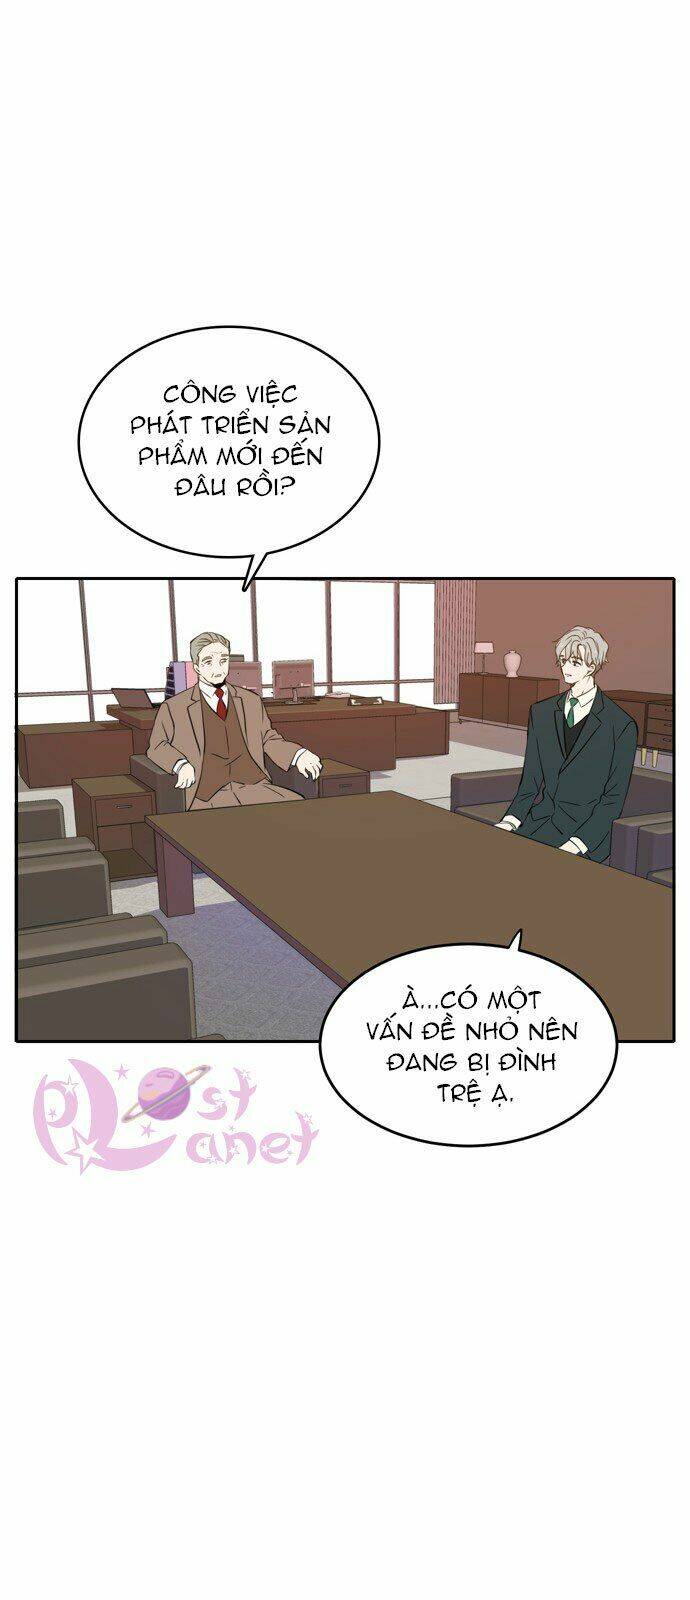 CÔNG VIỆC
PHÁT TRIỂN SẢN
PHẨM MỚI ĐẾN
ĐÂU RỒI?
À...CÓ MỘT
VẤN ĐỀ NHỎ NÊN
ĐANG BỊ ĐÌNH
TRỆ Ạ.
Lost
Planet